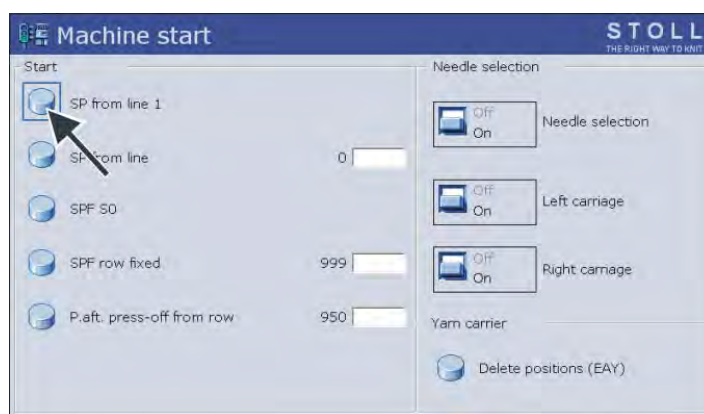 Machine start
STOLL
THE RIGHT WAY TO KNIT
Start
SP from line 1
SP from line 0
SPF S0
SPF row fixed 999
P.aft. press-off from row 950
Needle selection
Off
On
Needle selection
Off
On
Left carriage
Off
On
Right carriage
Yarn carrier
Delete positions (EAY)